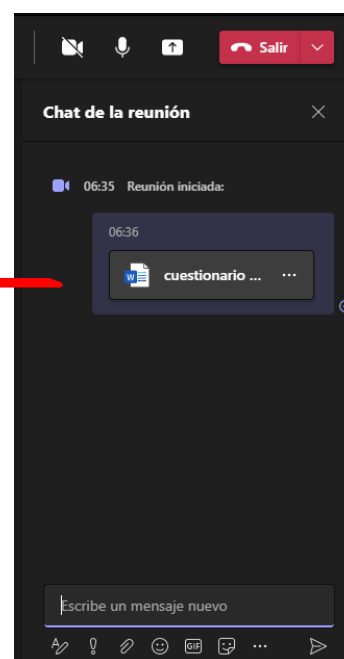 Salir
Chat de la reunión
06:35 Reunión iniciada:
06:36
cuestionario ...
Escribe un mensaje nuevo
GIF